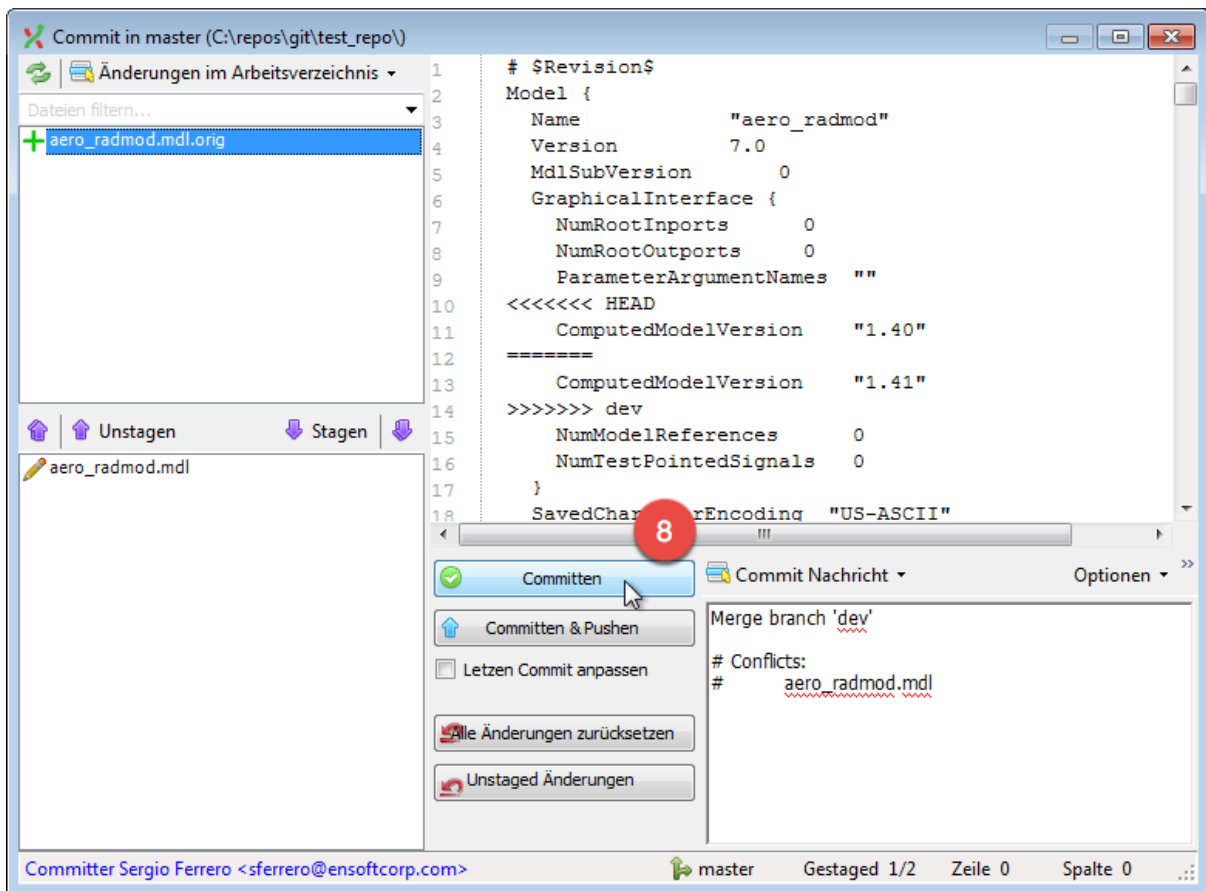 Commit in master (C:\repos\git\test_repo\)
Änderungen im Arbeitsverzeichnis
Dateien filtern...
aero_radmod.mdl.orig
Unstagen
Stagen
aero_radmod.mdl
1 # $Revision$
2 Model {
3 Name "aero_radmod"
4 Version 7.0
5 MdlSubVersion 0
6 GraphicalInterface {
7 NumRootInports 0
8 NumRootOutports 0
9 ParameterArgumentNames ""
10 <<<<<<< HEAD
11 ComputedModelVersion "1.40"
12 =======
13 ComputedModelVersion "1.41"
14 >>>>>>> dev
15 NumModelReferences 0
16 NumTestPointedSignals 0
17 }
18 SavedChar erEncoding "US-ASCII"
8
Committen
Committen & Pushen
Letzen Commit anpassen
Alle Änderungen zurücksetzen
Unstaged Änderungen
Commit Nachricht
Optionen
Merge branch 'dev'
# Conflicts:
# aero_radmod.mdl
Committer Sergio Ferrero <sferrero@ensoftcorp.com>
master
Gestaged 1/2
Zeile 0
Spalte 0